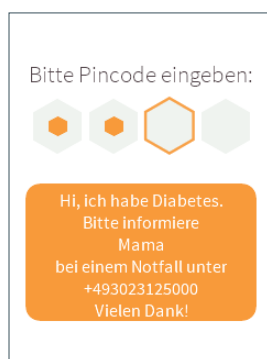 Bitte Pincode eingeben:
Hi, ich habe Diabetes.
Bitte informiere
Mama
bei einem Notfall unter
+493023125000
Vielen Dank!